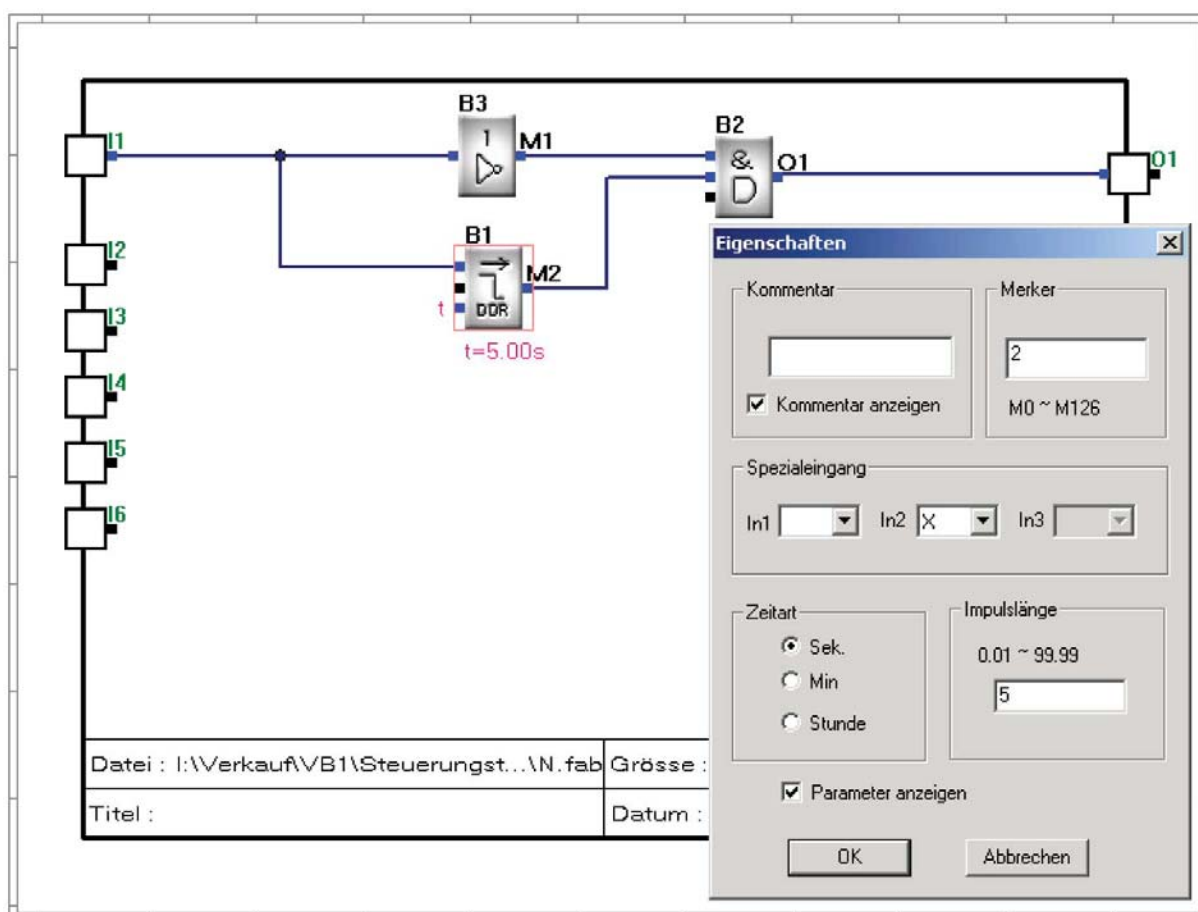 B3
1
M1
B2
&
O1
I1
O1
B1
DDR
M2
t
t=5.00s
I2
I3
I4
I5
I6
Datei : I:\Verkauf\VB1\Steuerungst...\N.fab
Grösse :
Titel :
Datum :
Eigenschaften
Kommentar
Kommentar anzeigen
Merker
2
M0 ~ M126
Spezialeingang
In1 In2 X In3
Zeitart
Sek.
Min
Stunde
Impulslänge
0.01 ~ 99.99
5
Parameter anzeigen
OK
Abbrechen